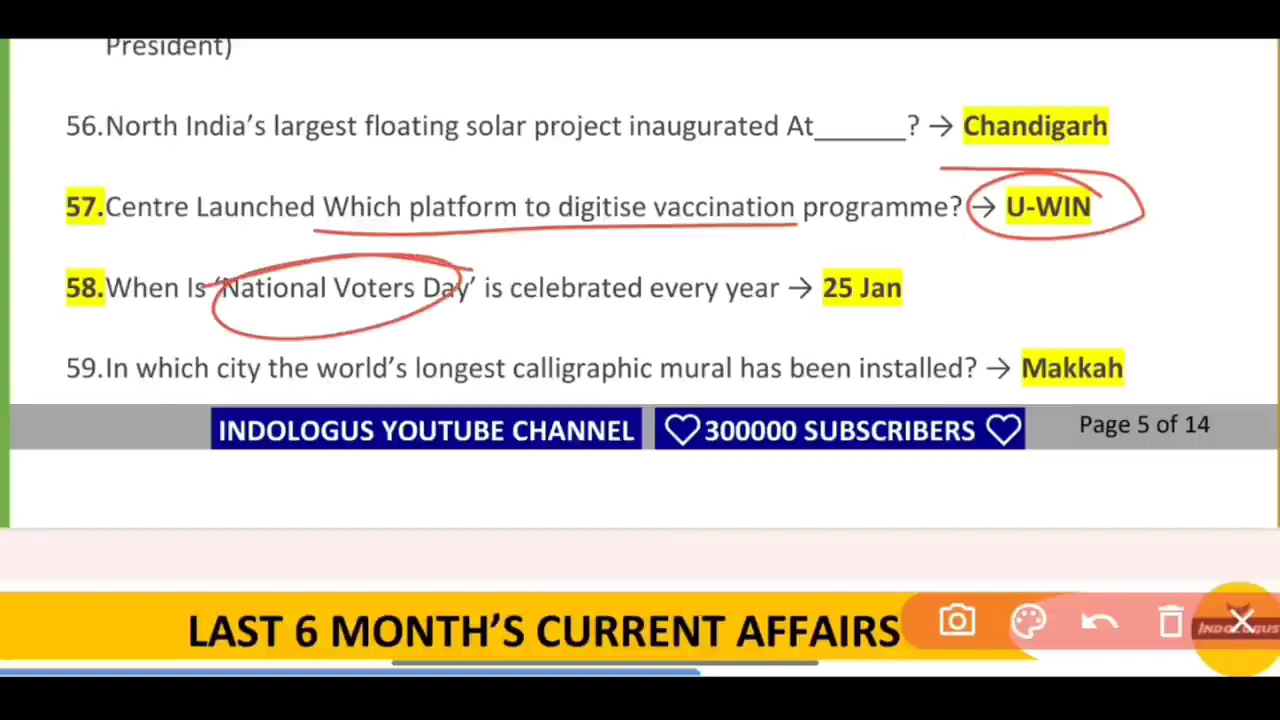 President)
56.North India's largest floating solar project inaugurated At______? → Chandigarh
57.Centre Launched Which platform to digitise vaccination programme? → U-WIN
58.When Is 'National Voters Day' is celebrated every year → 25 Jan
59.In which city the world's longest calligraphic mural has been installed? → Makkah
INDOLOGUS YOUTUBE CHANNEL ♡300000 SUBSCRIBERS ♡ Page 5 of 14
LAST 6 MONTH'S CURRENT AFFAIRS
INDOLOGUS